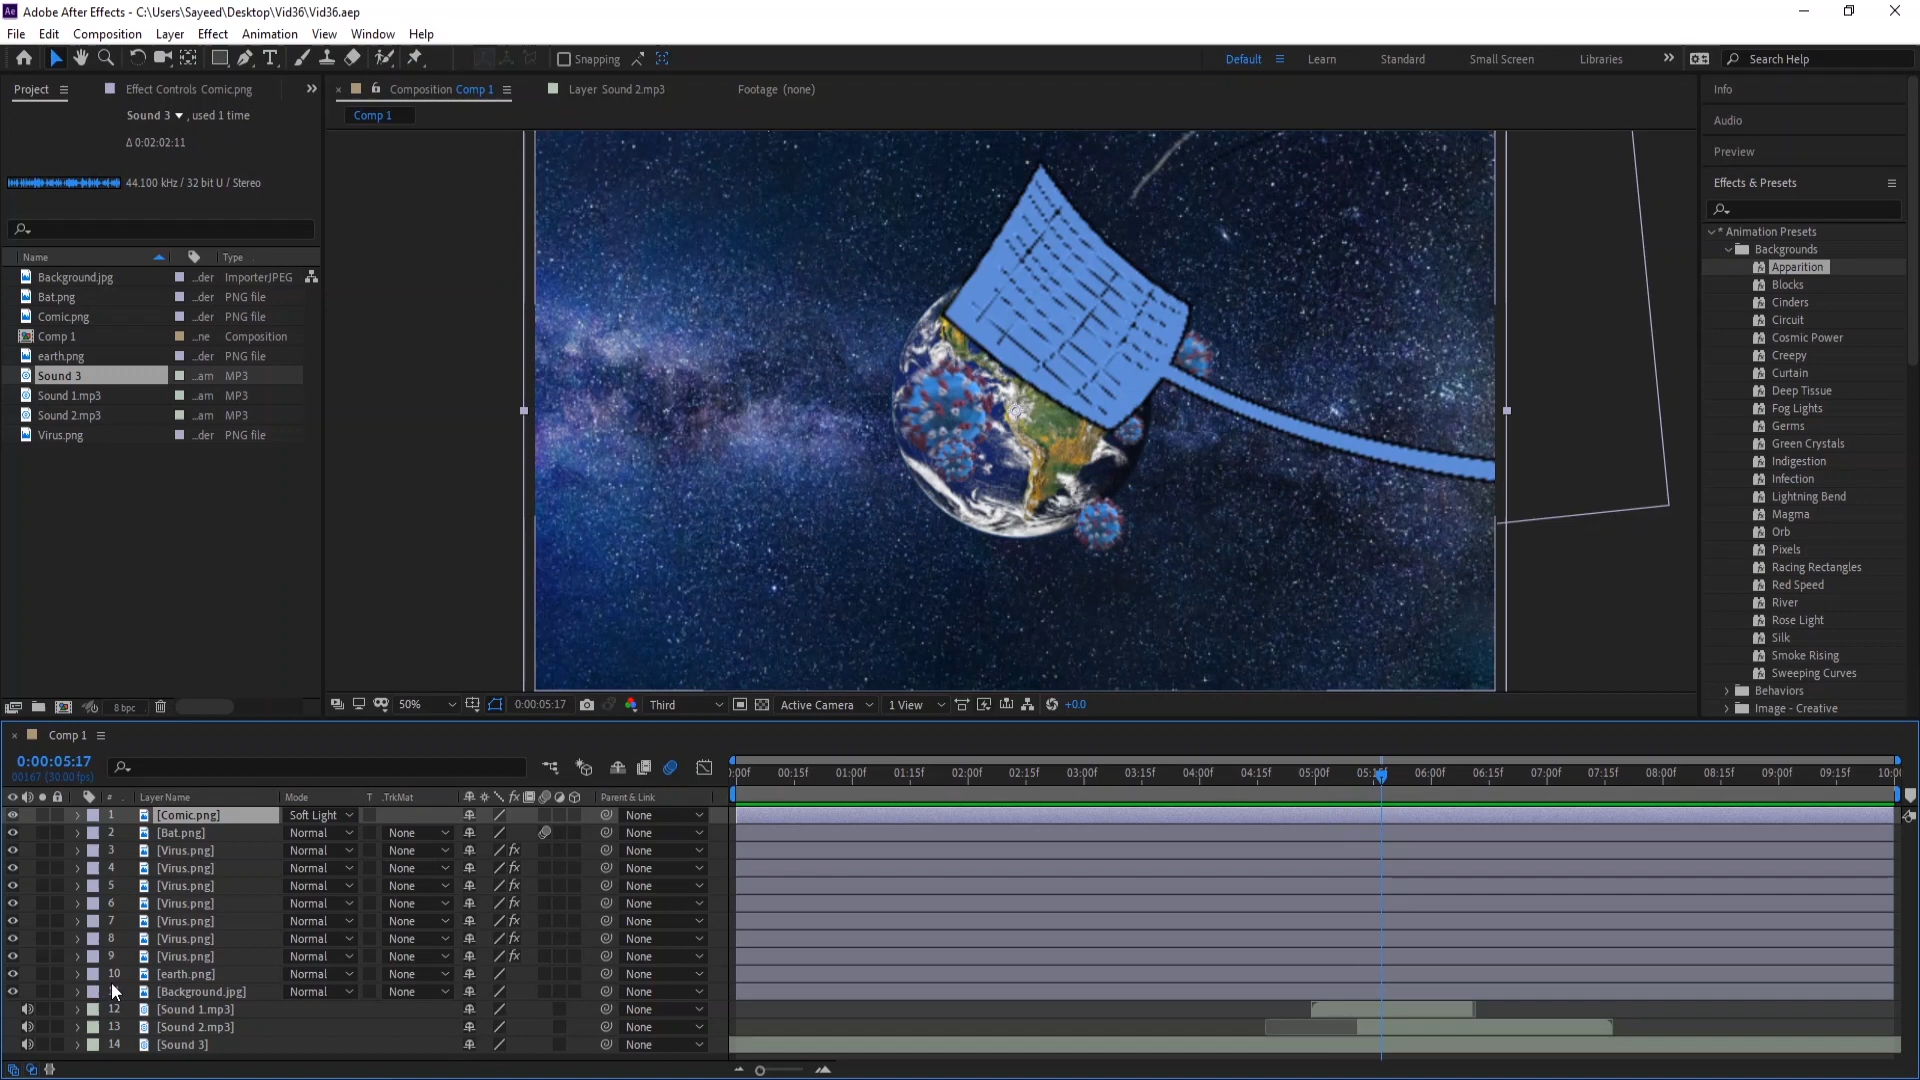 Ae Adobe After Effects - C:\Users\Sayeed\Desktop\Vid36\Vid36.aep
File Edit Composition Layer Effect Animation View Window Help
Snapping Default Learn Standard Small Screen Libraries Search Help
Project Effect Controls Comic.png
Composition Comp 1 Layer Sound 2.mp3 Footage (none)
Comp 1
Sound 3 , used 1 time
Δ 0:02:02:11
44.100 kHz / 32 bit U / Stereo
Name Type
Background.jpg ...der ImporterJPEG
Bat.png ...der PNG file
Comic.png ...der PNG file
Comp 1 ...ne Composition
earth.png ...der PNG file
Sound 3 ...am MP3
Sound 1.mp3 ...am MP3
Sound 2.mp3 ...am MP3
Virus.png ...der PNG file
8 bpc
50% 0:00:05:17 Third Active Camera 1 View +0.0
Info
Audio
Preview
Effects & Presets
* Animation Presets
Backgrounds
Apparition
Blocks
Cinders
Circuit
Cosmic Power
Creepy
Curtain
Deep Tissue
Fog Lights
Germs
Green Crystals
Indigestion
Infection
Lightning Bend
Magma
Orb
Pixels
Racing Rectangles
Red Speed
River
Rose Light
Silk
Smoke Rising
Sweeping Curves
Behaviors
Image - Creative
Comp 1
0:00:05:17
00167 (30.00 fps)
:00f 00:15f 01:00f 01:15f 02:00f 02:15f 03:00f 03:15f 04:00f 04:15f 05:00f 05:1 06:00f 06:15f 07:00f 07:15f 08:00f 08:15f 09:00f 09:15f 10:0
# Layer Name Mode T .TrkMat fx Parent & Link
1 [Comic.png] Soft Light None
2 [Bat.png] Normal None None
3 [Virus.png] Normal None fx None
4 [Virus.png] Normal None fx None
5 [Virus.png] Normal None fx None
6 [Virus.png] Normal None fx None
7 [Virus.png] Normal None fx None
8 [Virus.png] Normal None fx None
9 [Virus.png] Normal None fx None
10 [earth.png] Normal None None
[Background.jpg] Normal None None
12 [Sound 1.mp3] None
13 [Sound 2.mp3] None
14 [Sound 3] None